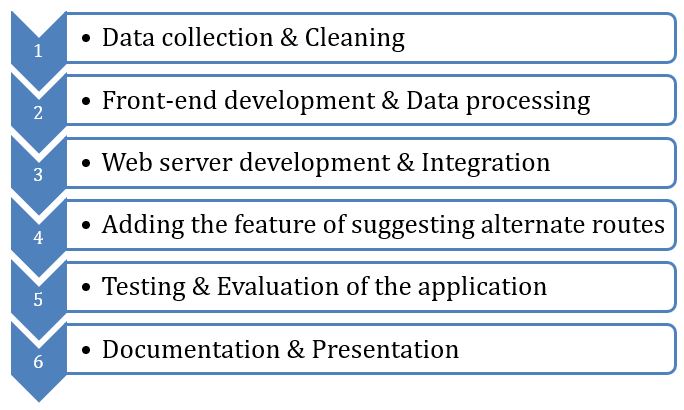 1
• Data collection & Cleaning
2
• Front-end development & Data processing
3
• Web server development & Integration
4
• Adding the feature of suggesting alternate routes
5
• Testing & Evaluation of the application
6
• Documentation & Presentation